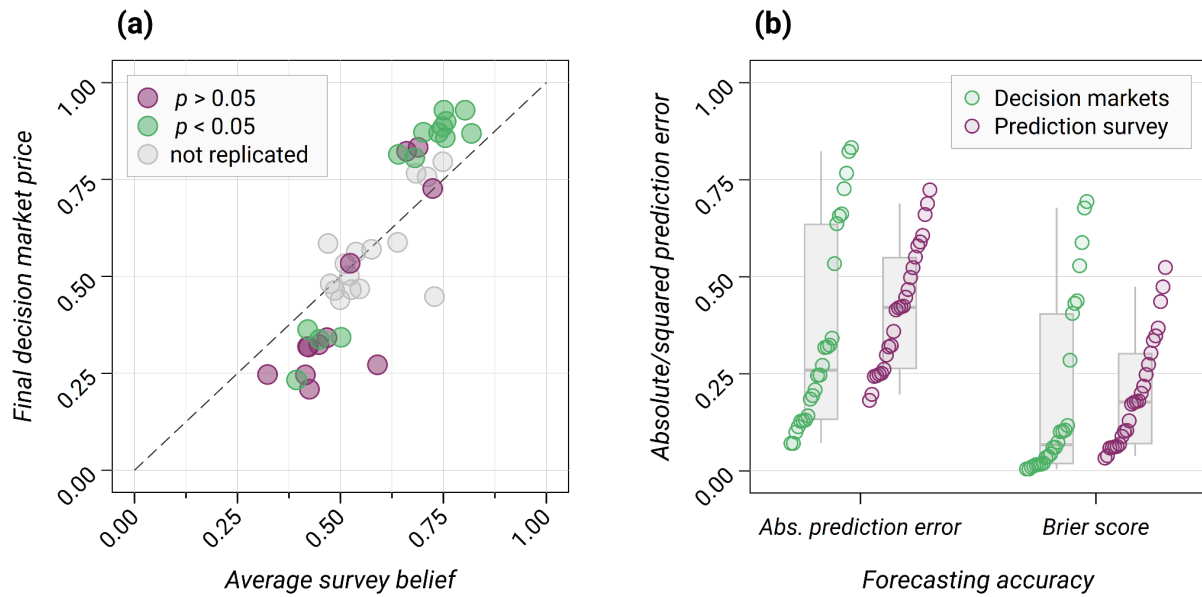 (a)
Final decision market price
1.00
0.75
0.50
0.25
0.00
p > 0.05
p < 0.05
not replicated
0.00
0.25
0.50
0.75
1.00
Average survey belief
(b)
Absolute/squared prediction error
1.00
0.75
0.50
0.25
0.00
Decision markets
Prediction survey
Abs. prediction error
Brier score
Forecasting accuracy